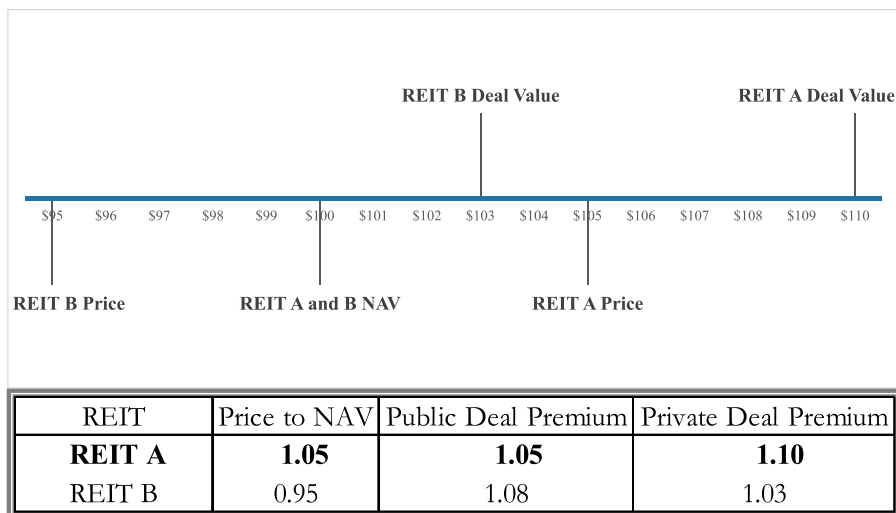 REIT B Deal Value REIT A Deal Value
$95 $96 $97 $98 $99 $100 $101 $102 $103 $104 $105 $106 $107 $108 $109 $110
REIT B Price REIT A and B NAV REIT A Price
REIT Price to NAV Public Deal Premium Private Deal Premium
REIT A 1.05 1.05 1.10
REIT B 0.95 1.08 1.03